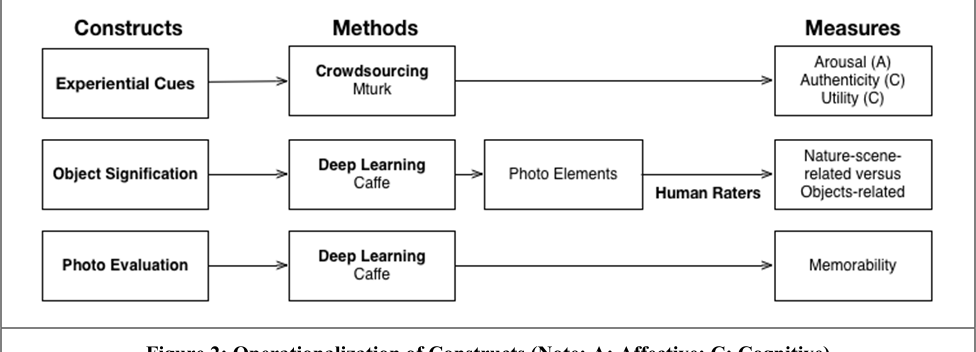 Constructs
Methods
Measures
Experiential Cues
Crowdsourcing
Mturk
Arousal (A)
Authenticity (C)
Utility (C)
Object Signification
Deep Learning
Caffe
Photo Elements
Human Raters
Nature-scene-
related versus
Objects-related
Photo Evaluation
Deep Learning
Caffe
Memorability
Figure 2: Operationalization of Constructs (Note: A: Affective; C: Cognitive)